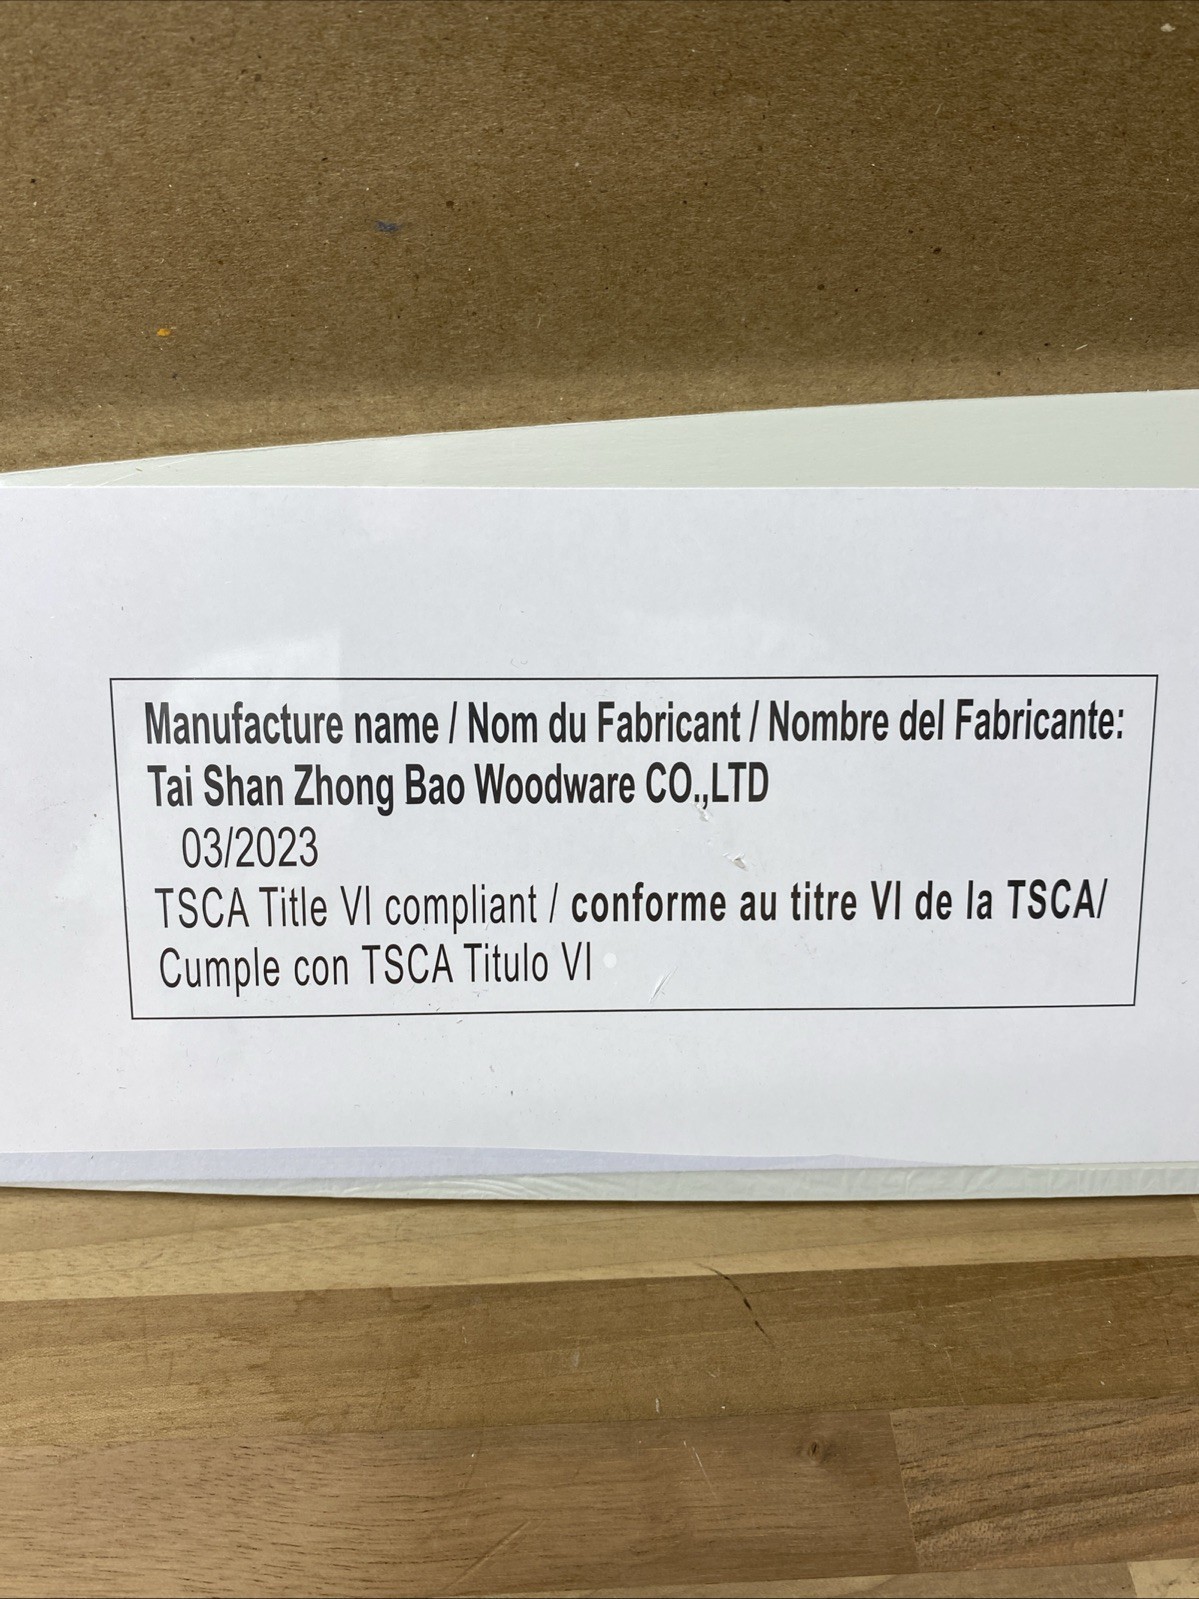 Manufacture name / Nom du Fabricant / Nombre del Fabricante:
Tai Shan Zhong Bao Woodware CO.,LTD
03/2023
TSCA Title VI compliant / conforme au titre VI de la TSCA/
Cumple con TSCA Titulo VI